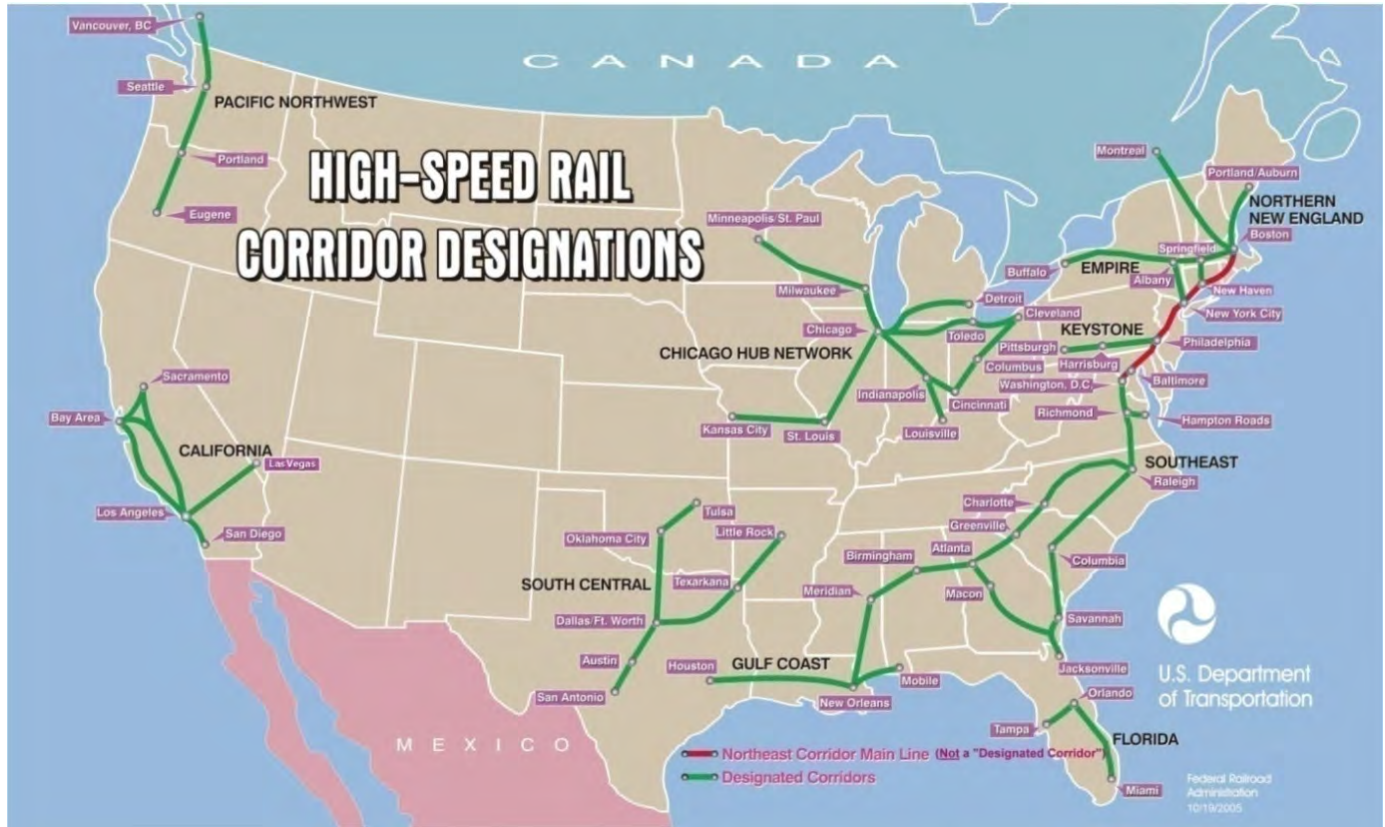 Vancouver, BC
CANADA
Seattle
PACIFIC NORTHWEST
Portland
Eugene
HIGH-SPEED RAIL
CORRIDOR DESIGNATIONS
Montreal
Portland/Auburn
NORTHERN
NEW ENGLAND
Boston
Springfield
Buffalo
EMPIRE
Albany
New Haven
New York City
Minneapolis/St. Paul
Milwaukee
Detroit
Cleveland
Chicago
Toledo
KEYSTONE
Pittsburgh
Philadelphia
CHICAGO HUB NETWORK
Harrisburg
Columbus
Washington, D.C.
Baltimore
Indianapolis
Cincinnati
Richmond
Hampton Roads
Kansas City
St. Louis
Louisville
Sacramento
Bay Area
CALIFORNIA
Las Vegas
Los Angeles
San Diego
SOUTHEAST
Raleigh
Charlotte
Greenville
Tulsa
Oklahoma City
Little Rock
Birmingham
Atlanta
Columbia
SOUTH CENTRAL
Texarkana
Meridian
Macon
Dallas/Ft. Worth
Savannah
Austin
Houston
GULF COAST
Mobile
Jacksonville
San Antonio
New Orleans
Orlando
U.S. Department
of Transportation
Tampa
FLORIDA
MEXICO
Northeast Corridor Main Line (Not a "Designated Corridor")
Designated Corridors
Miami
Federal Railroad
Administration
10/19/2005